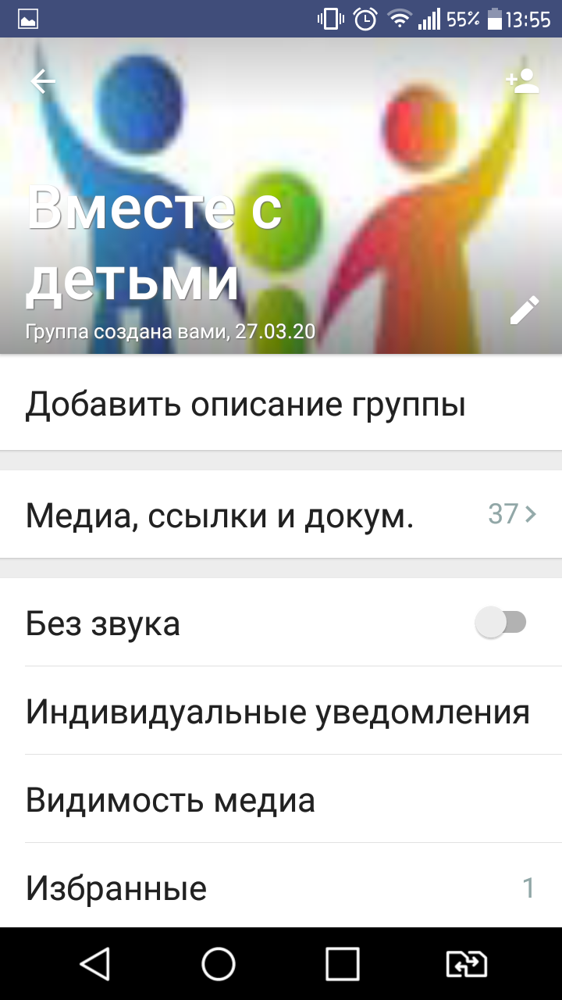 55% 13:55
Вместе с
детьми
Группа создана вами, 27.03.20
Добавить описание группы
Медиа, ссылки и докум. 37
Без звука
Индивидуальные уведомления
Видимость медиа
Избранные 1